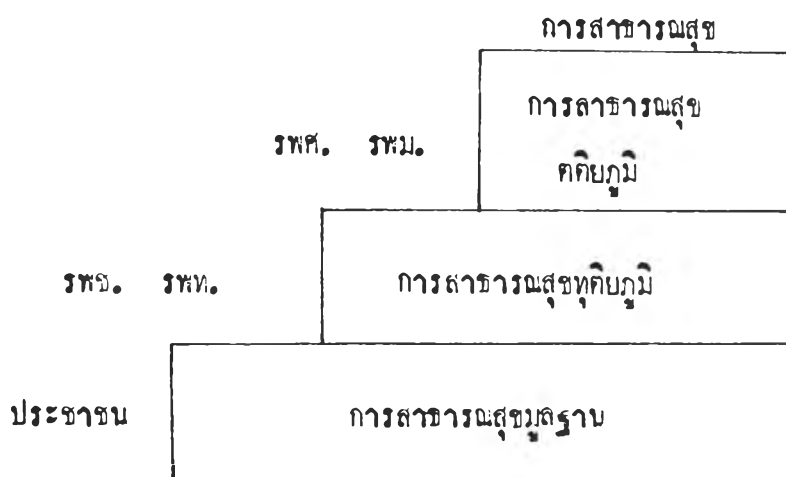 การสาธารณสุข
การสาธารณสุข
รพศ. รพม.
ตติยภูมิ
รพช. รพท. การสาธารณสุขทุติยภูมิ
ประชาชน การสาธารณสุขมูลฐาน